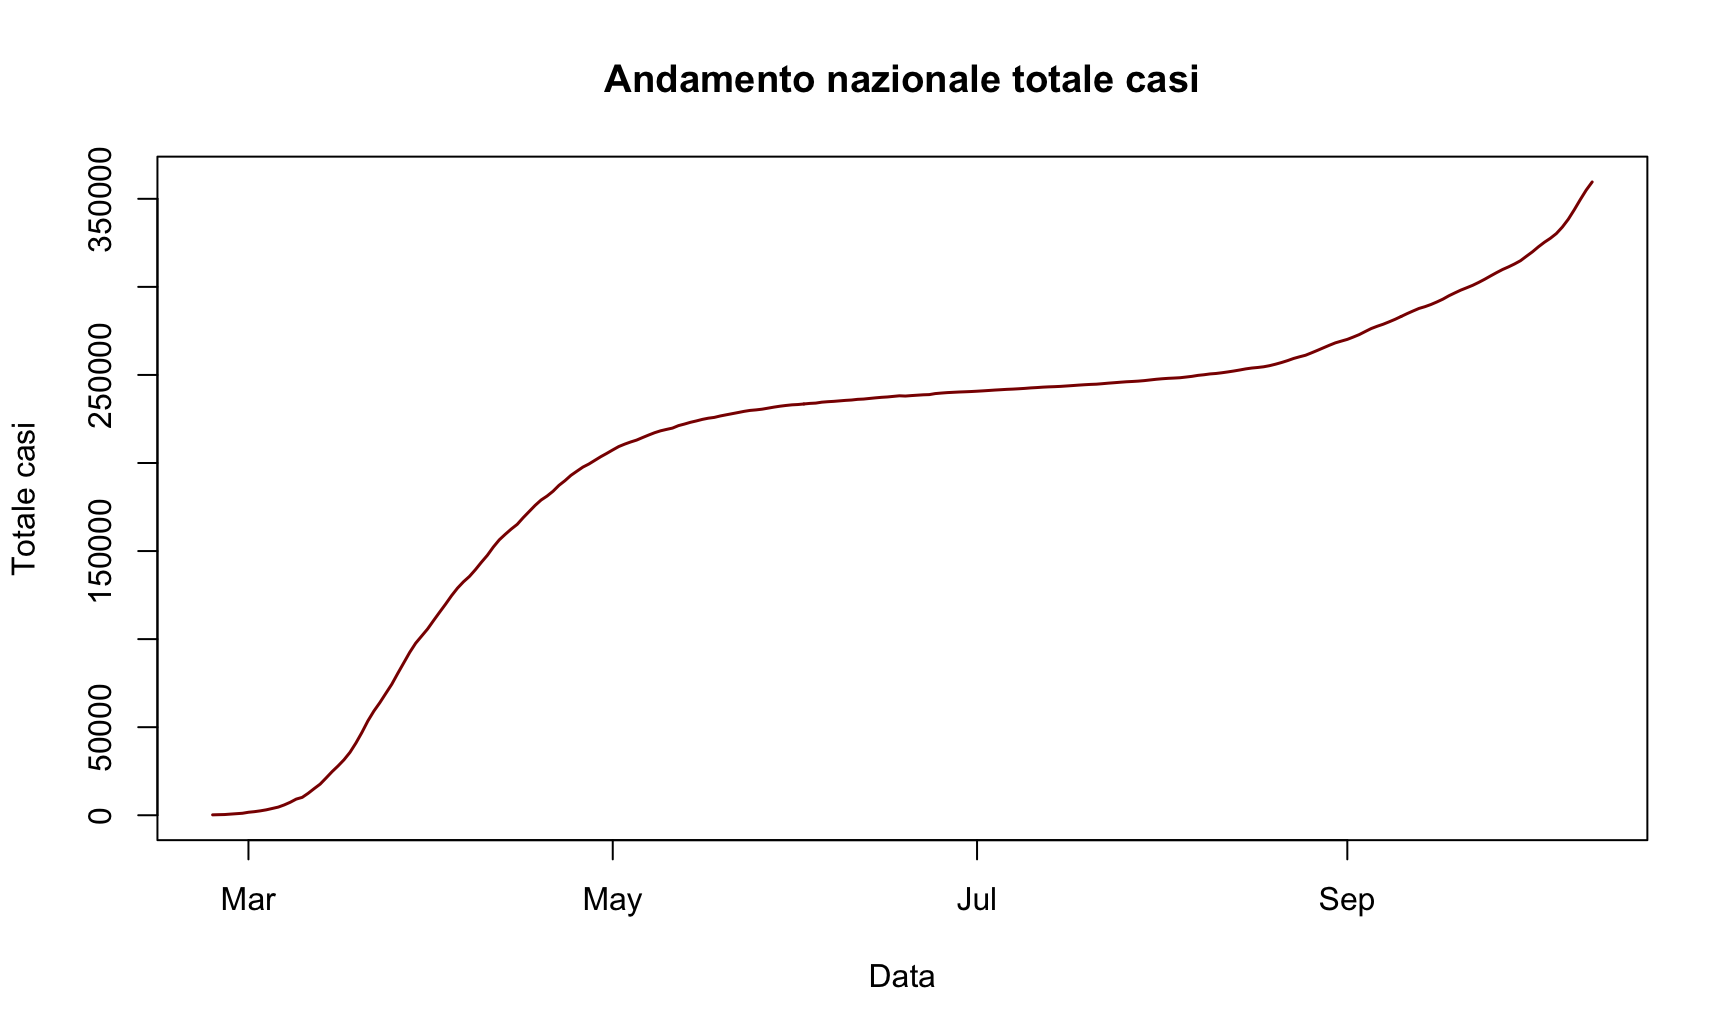 Andamento nazionale totale casi
Totale casi
350000
250000
150000
50000
0
Mar May Jul Sep
Data